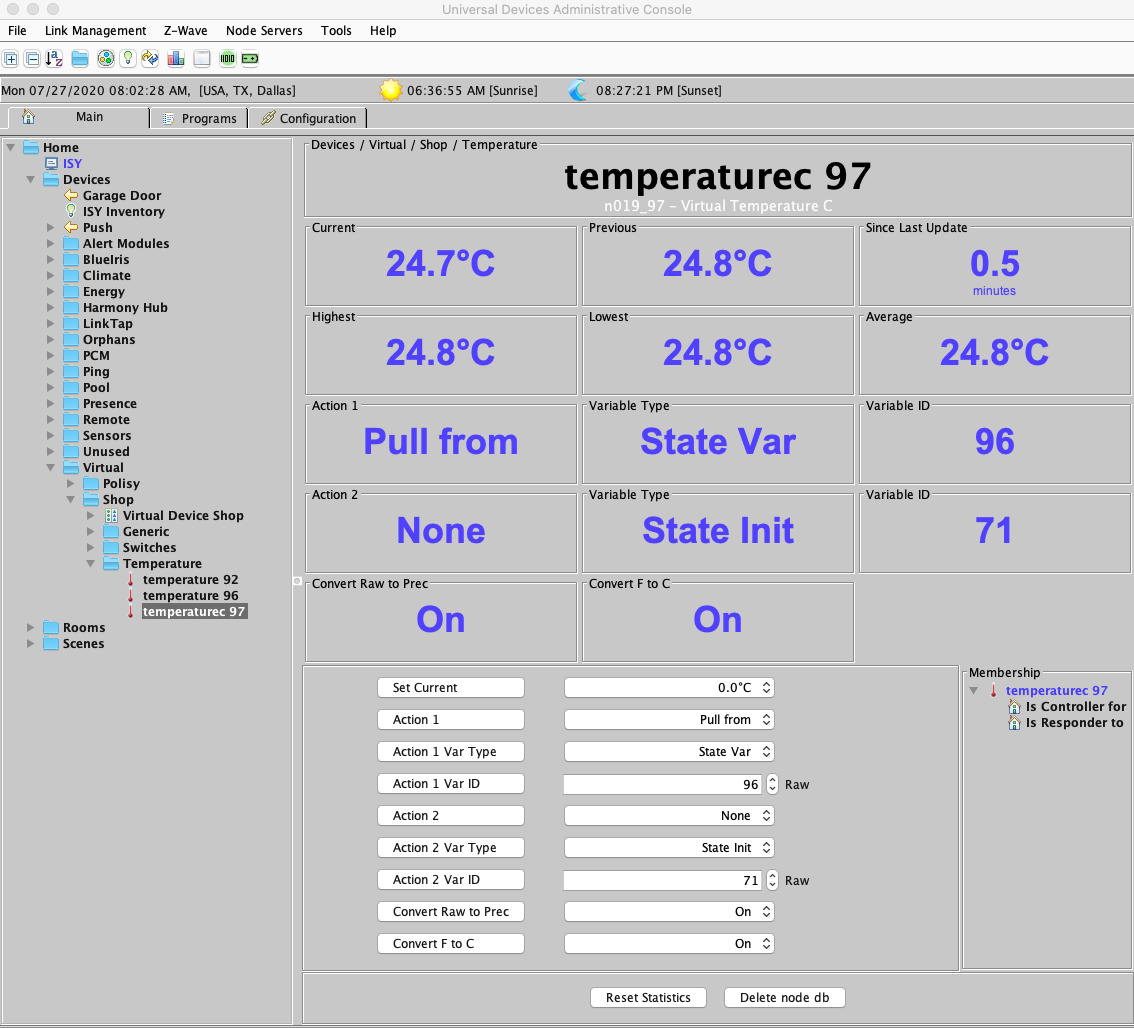 Universal Devices Administrative Console
File Link Management Z-Wave Node Servers Tools Help
Mon 07/27/2020 08:02:28 AM, [USA, TX, Dallas] 06:36:55 AM [Sunrise] 08:27:21 PM [Sunset]
Main Programs Configuration
Home
ISY
Devices
Garage Door
ISY Inventory
Push
Alert Modules
BlueIris
Climate
Energy
Harmony Hub
LinkTap
Orphans
PCM
Ping
Pool
Presence
Remote
Sensors
Unused
Virtual
Polisy
Shop
Virtual Device Shop
Generic
Switches
Temperature
temperature 92
temperature 96
temperaturec 97
Rooms
Scenes
Devices / Virtual / Shop / Temperature
temperaturec 97
n019_97 - Virtual Temperature C
Current Previous Since Last Update
24.7°C 24.8°C 0.5
minutes
Highest Lowest Average
24.8°C 24.8°C 24.8°C
Action 1 Variable Type Variable ID
Pull from State Var 96
Action 2 Variable Type Variable ID
None State Init 71
Convert Raw to Prec Convert F to C
On On
Set Current 0.0°C
Action 1 Pull from
Action 1 Var Type State Var
Action 1 Var ID 96 Raw
Action 2 None
Action 2 Var Type State Init
Action 2 Var ID 71 Raw
Convert Raw to Prec On
Convert F to C On
Membership
temperaturec 97
Is Controller for
Is Responder to
Reset Statistics Delete node db